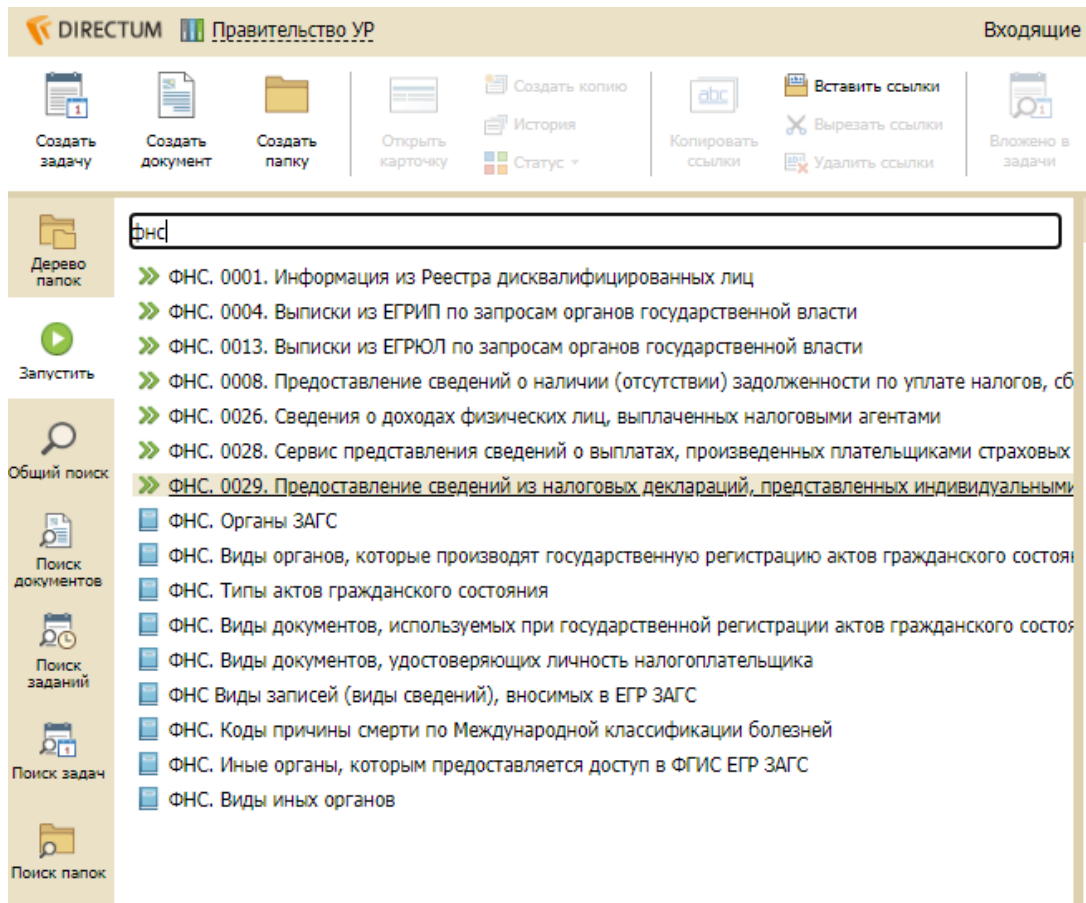 DIRECTUM Правительство УР Входящие
Создать задачу
Создать документ
Создать папку
Открыть карточку
Создать копию
История
Статус
abc
Копировать ссылки
Вставить ссылки
Вырезать ссылки
Удалить ссылки
Вложено в задачи
Дерево папок
Запустить
Общий поиск
Поиск документов
Поиск заданий
Поиск задач
Поиск папок
фнс
ФНС. 0001. Информация из Реестра дисквалифицированных лиц
ФНС. 0004. Выписки из ЕГРИП по запросам органов государственной власти
ФНС. 0013. Выписки из ЕГРЮЛ по запросам органов государственной власти
ФНС. 0008. Предоставление сведений о наличии (отсутствии) задолженности по уплате налогов, сб
ФНС. 0026. Сведения о доходах физических лиц, выплаченных налоговыми агентами
ФНС. 0028. Сервис представления сведений о выплатах, произведенных плательщиками страховых
ФНС. 0029. Предоставление сведений из налоговых деклараций, представленных индивидуальными
ФНС. Органы ЗАГС
ФНС. Виды органов, которые производят государственную регистрацию актов гражданского состоян
ФНС. Типы актов гражданского состояния
ФНС. Виды документов, используемых при государственной регистрации актов гражданского состоя
ФНС. Виды документов, удостоверяющих личность налогоплательщика
ФНС Виды записей (виды сведений), вносимых в ЕГР ЗАГС
ФНС. Коды причины смерти по Международной классификации болезней
ФНС. Иные органы, которым предоставляется доступ в ФГИС ЕГР ЗАГС
ФНС. Виды иных органов